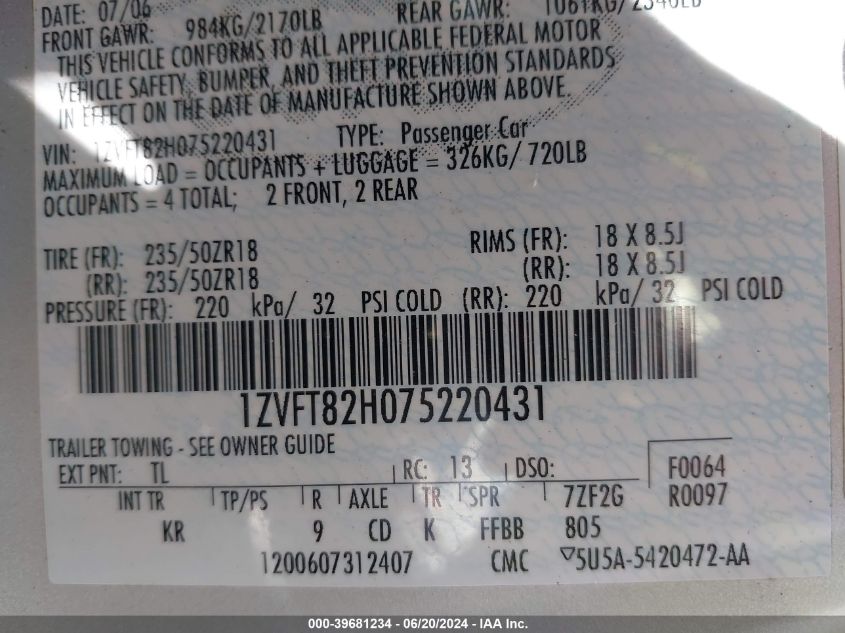 DATE: 07/06 REAR GAWR: 1061KG/2340LB
FRONT GAWR: 984KG/2170LB
THIS VEHICLE CONFORMS TO ALL APPLICABLE FEDERAL MOTOR
VEHICLE SAFETY, BUMPER, AND THEFT PREVENTION STANDARDS
IN EFFECT ON THE DATE OF MANUFACTURE SHOWN ABOVE.
VIN: 1ZVFT82H075220431 TYPE: Passenger Car
MAXIMUM LOAD = OCCUPANTS + LUGGAGE = 326KG/ 720LB
OCCUPANTS = 4 TOTAL; 2 FRONT, 2 REAR
TIRE (FR): 235/50ZR18 RIMS (FR): 18 X 8.5J
(RR): 235/50ZR18 (RR): 18 X 8.5J
PRESSURE (FR): 220 kPa/ 32 PSI COLD (RR): 220 kPa/ 32 PSI COLD
1ZVFT82H075220431
TRAILER TOWING - SEE OWNER GUIDE
EXT PNT: TL RC: 13 DSO: F0064
INT TR TP/PS R AXLE TR SPR 7ZF2G R0097
KR 9 CD K FFBB 805
1200607312407 CMC ▽5U5A-5420472-AA
000-39681234 - 06/20/2024 - IAA Inc.